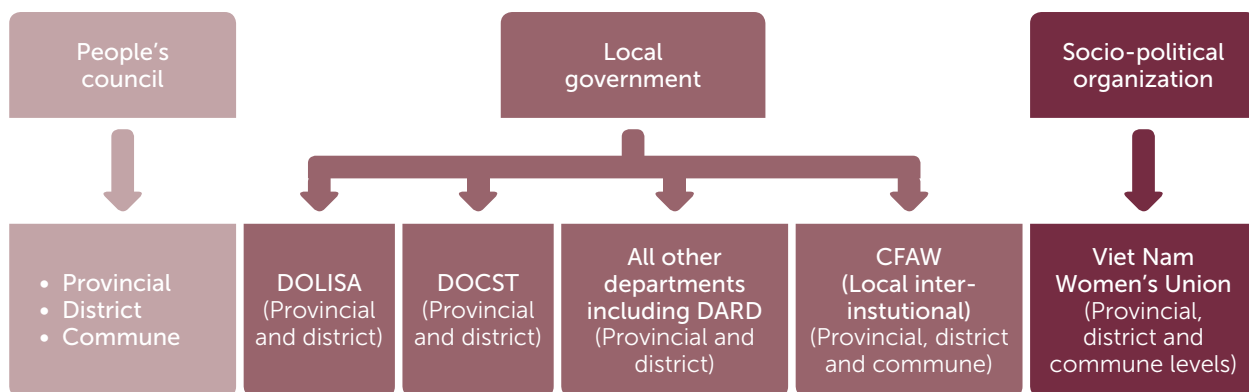 People's
council
Local
government
Socio-political
organization
• Provincial
• District
• Commune
DOLISA
(Provincial
and district)
DOCST
(Provincial
and district)
All other
departments
including DARD
(Provincial and
district)
CFAW
(Local inter-
instutional)
(Provincial, district
and commune)
Viet Nam
Women's Union
(Provincial,
district and
commune levels)